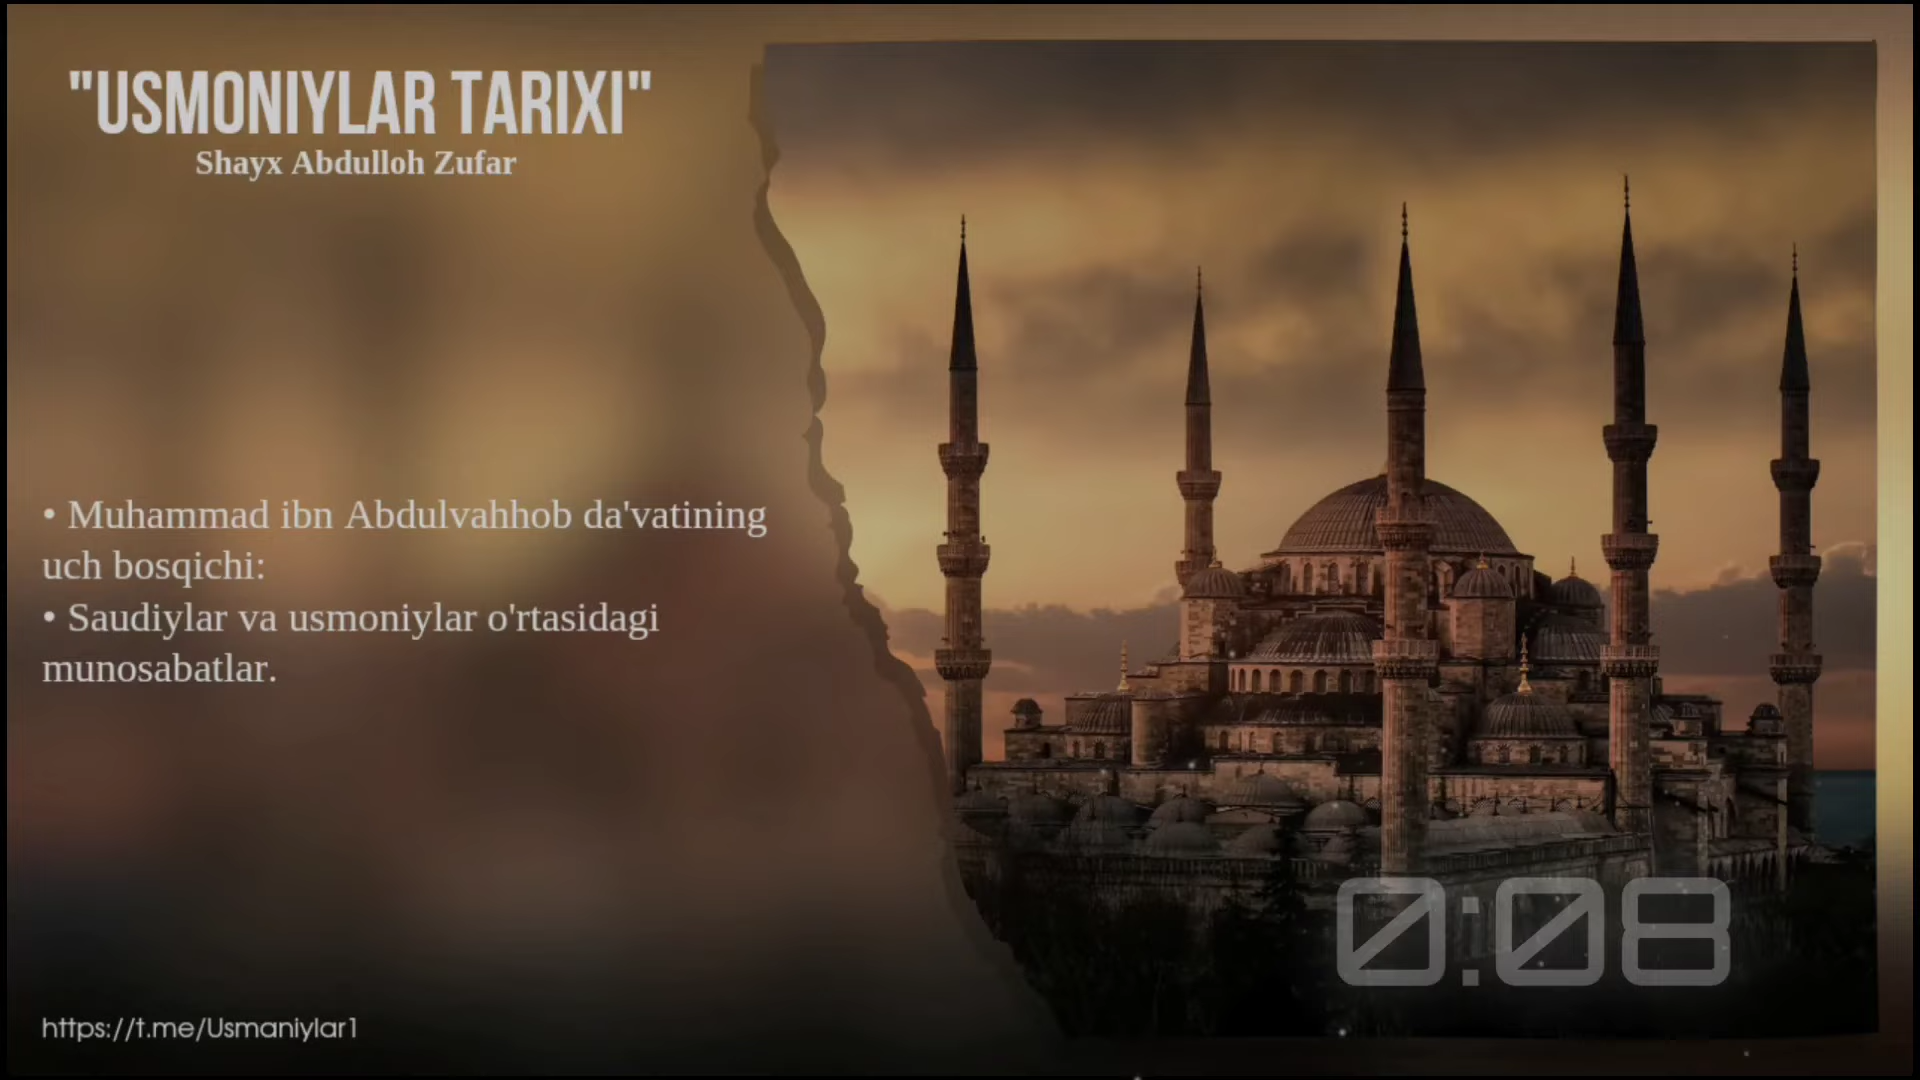 "USMONIYLAR TARIXI"
Shayx Abdulloh Zufar
• Muhammad ibn Abdulvahhob da'vatining
uch bosqichi:
• Saudiylar va usmoniylar o'rtasidagi
munosabatlar.
0:08
https://t.me/Usmaniylar1